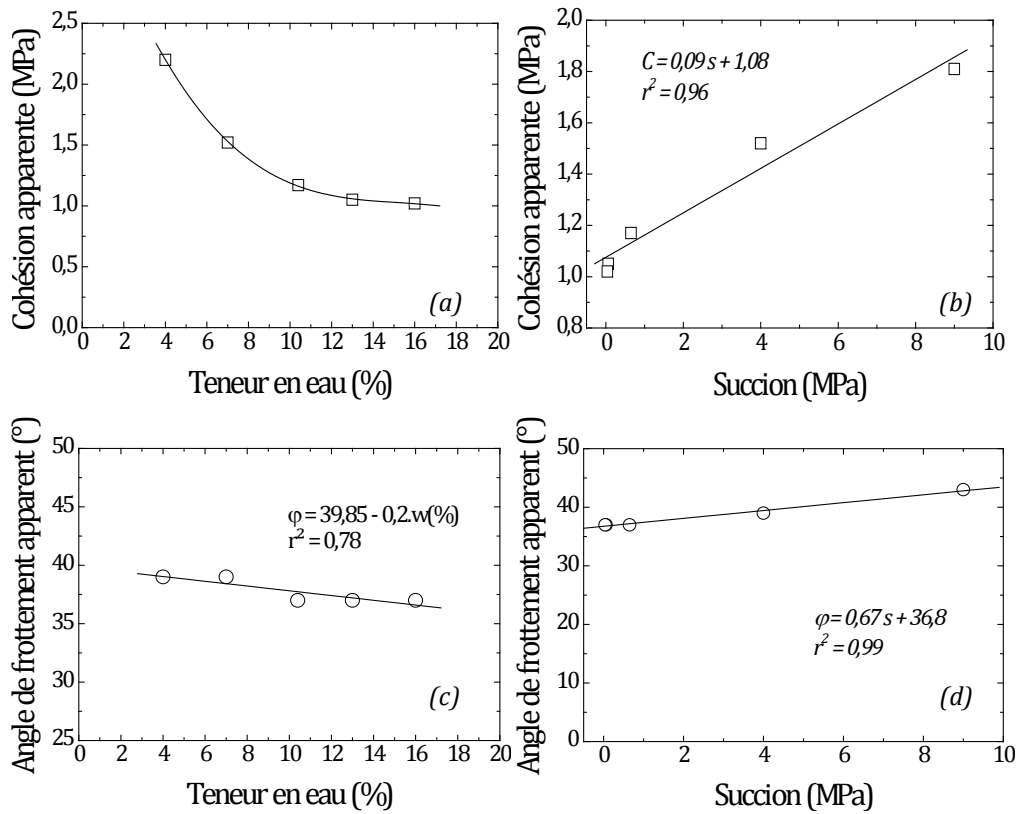 Cohésion apparente (MPa)
2,5
2,0
1,5
1,0
0,5
0,0
0 2 4 6 8 10 12 14 16 18 20
Teneur en eau (%)
(a)
Cohésion apparente (MPa)
2,0
1,8
1,6
1,4
1,2
1,0
0,8
0 2 4 6 8 10
Succion (MPa)
C = 0,09 s + 1,08
r² = 0,96
(b)
Angle de frottement apparent (°)
50
45
40
35
30
25
0 2 4 6 8 10 12 14 16 18 20
Teneur en eau (%)
φ = 39,85 - 0,2.w(%)
r² = 0,78
(c)
Angle de frottement apparent (°)
50
40
30
20
10
0
0 2 4 6 8 10
Succion (MPa)
φ = 0,67 s + 36,8
r² = 0,99
(d)